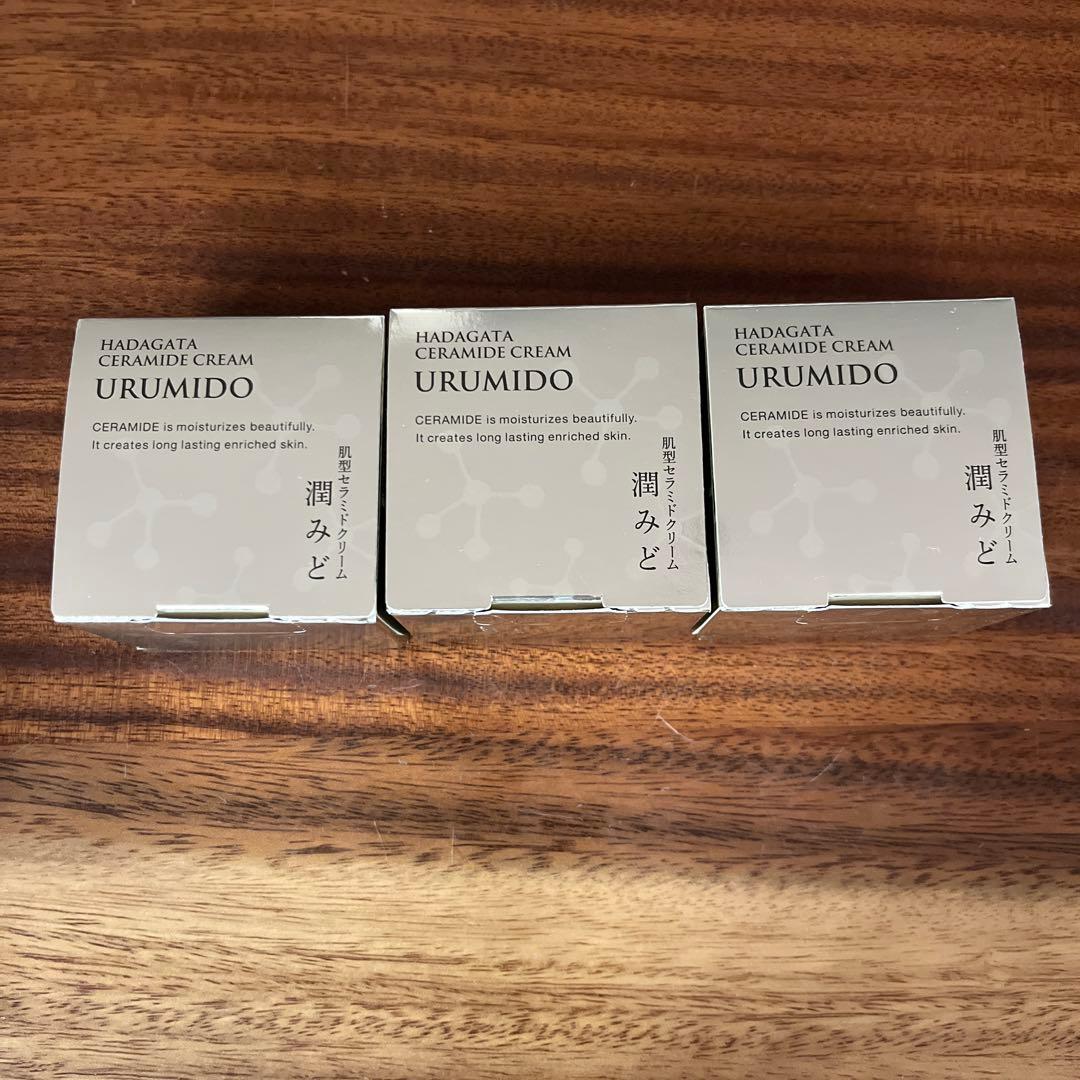 HADAGATA
CERAMIDE CREAM
URUMIDO
CERAMIDE is moisturizes beautifully.
It creates long lasting enriched skin.
肌型セラミドクリーム
潤みど
HADAGATA
CERAMIDE CREAM
URUMIDO
CERAMIDE is moisturizes beautifully.
It creates long lasting enriched skin.
肌型セラミドクリーム
潤みど
HADAGATA
CERAMIDE CREAM
URUMIDO
CERAMIDE is moisturizes beautifully.
It creates long lasting enriched skin.
肌型セラミドクリーム
潤みど